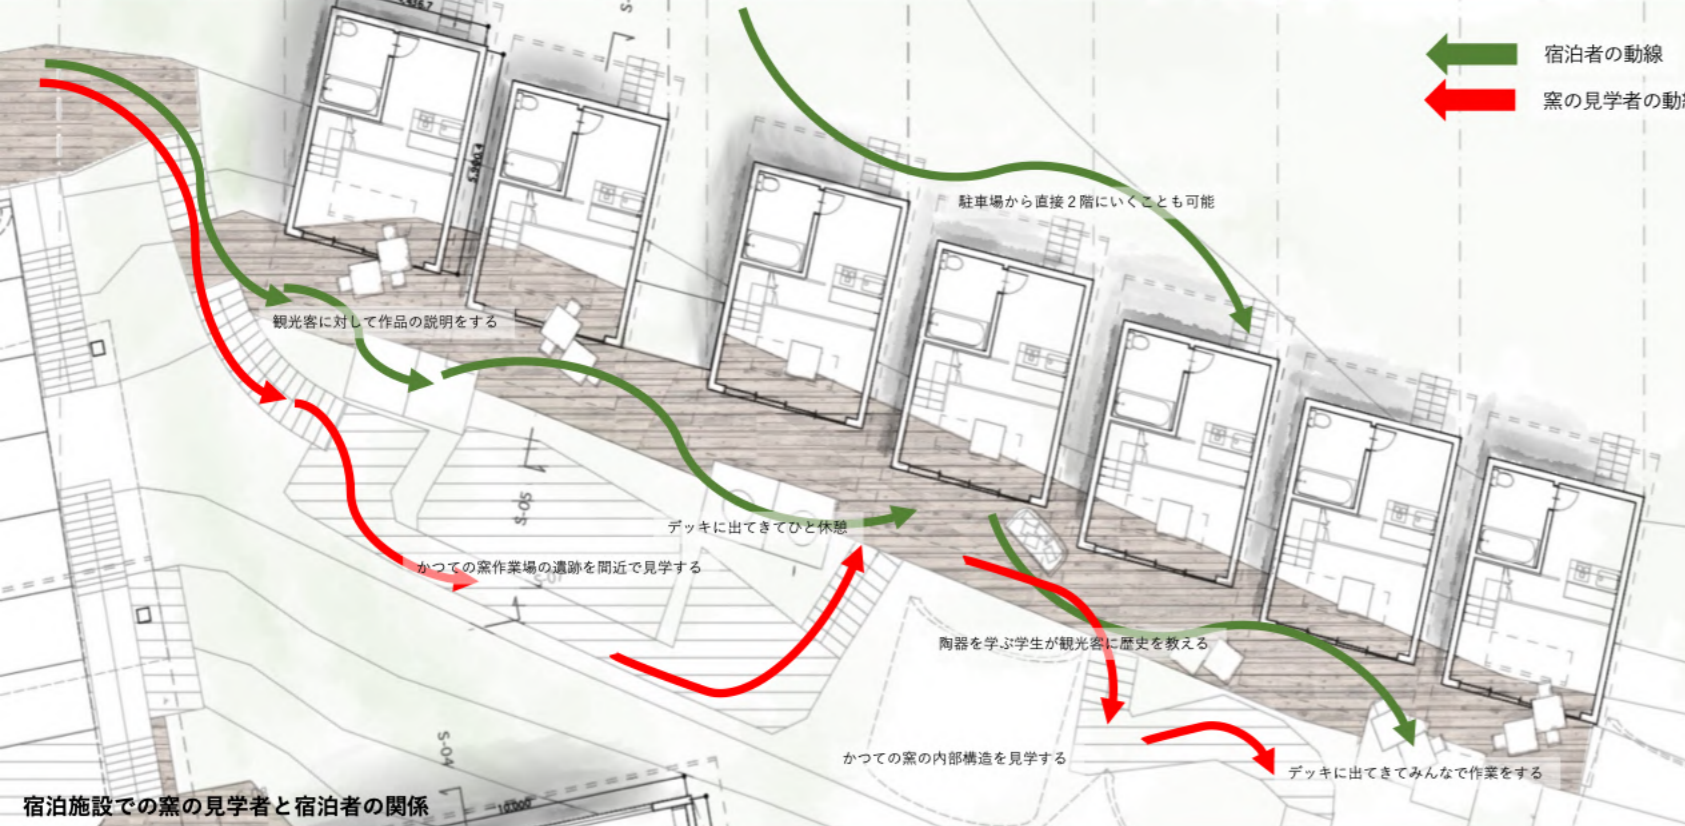 宿泊者の動線
窯の見学者の動
駐車場から直接２階にいくことも可能
観光客に対して作品の説明をする
デッキに出てきてひと休憩
S-05
かつての窯作業場の遺跡を間近で見学する
陶器を学ぶ学生が観光客に歴史を教える
かつての窯の内部構造を見学する
デッキに出てきてみんなで作業をする
S-04
10,000
宿泊施設での窯の見学者と宿泊者の関係